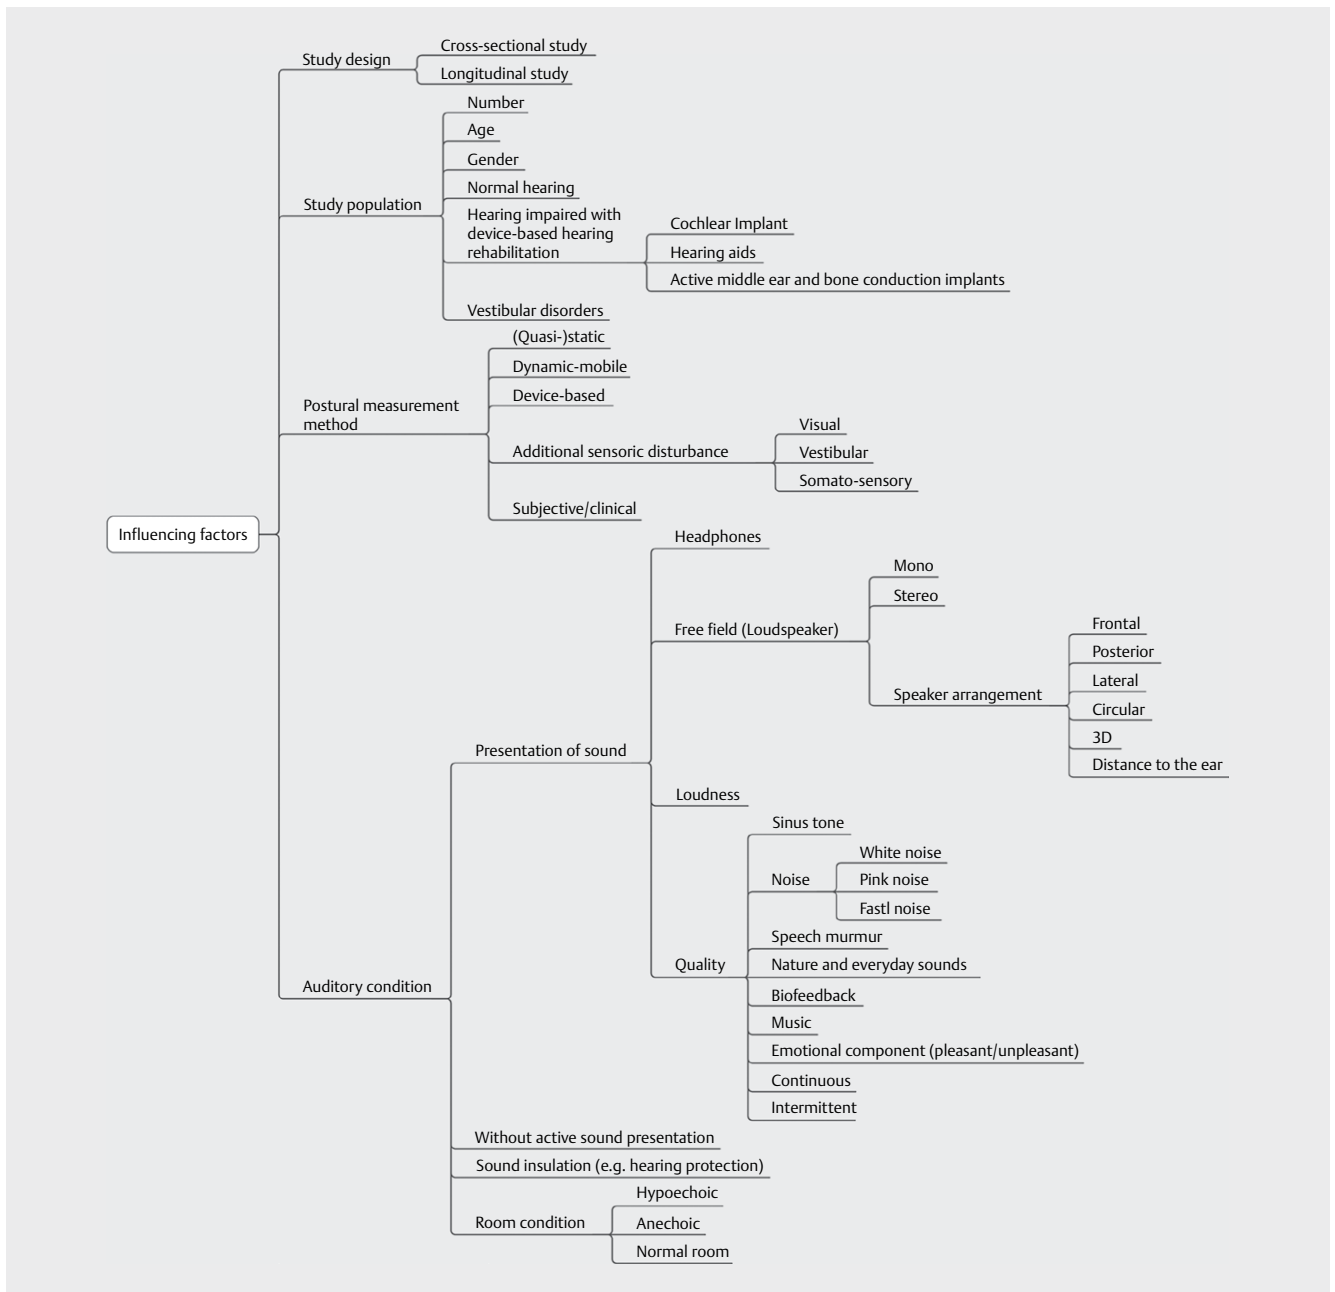 Cross-sectional study
Study design
Longitudinal study
Number
Age
Gender
Normal hearing
Study population
Hearing impaired with
device-based hearing
rehabilitation
Cochlear Implant
Hearing aids
Active middle ear and bone conduction implants
Vestibular disorders
(Quasi-)static
Dynamic-mobile
Device-based
Postural measurement
method
Additional sensoric disturbance
Visual
Vestibular
Somato-sensory
Subjective/clinical
Influencing factors
Headphones
Mono
Stereo
Free field (Loudspeaker)
Speaker arrangement
Frontal
Posterior
Lateral
Circular
3D
Distance to the ear
Presentation of sound
Loudness
Sinus tone
Noise
White noise
Pink noise
Fastl noise
Speech murmur
Quality
Nature and everyday sounds
Biofeedback
Music
Emotional component (pleasant/unpleasant)
Continuous
Intermittent
Auditory condition
Without active sound presentation
Sound insulation (e.g. hearing protection)
Room condition
Hypoechoic
Anechoic
Normal room